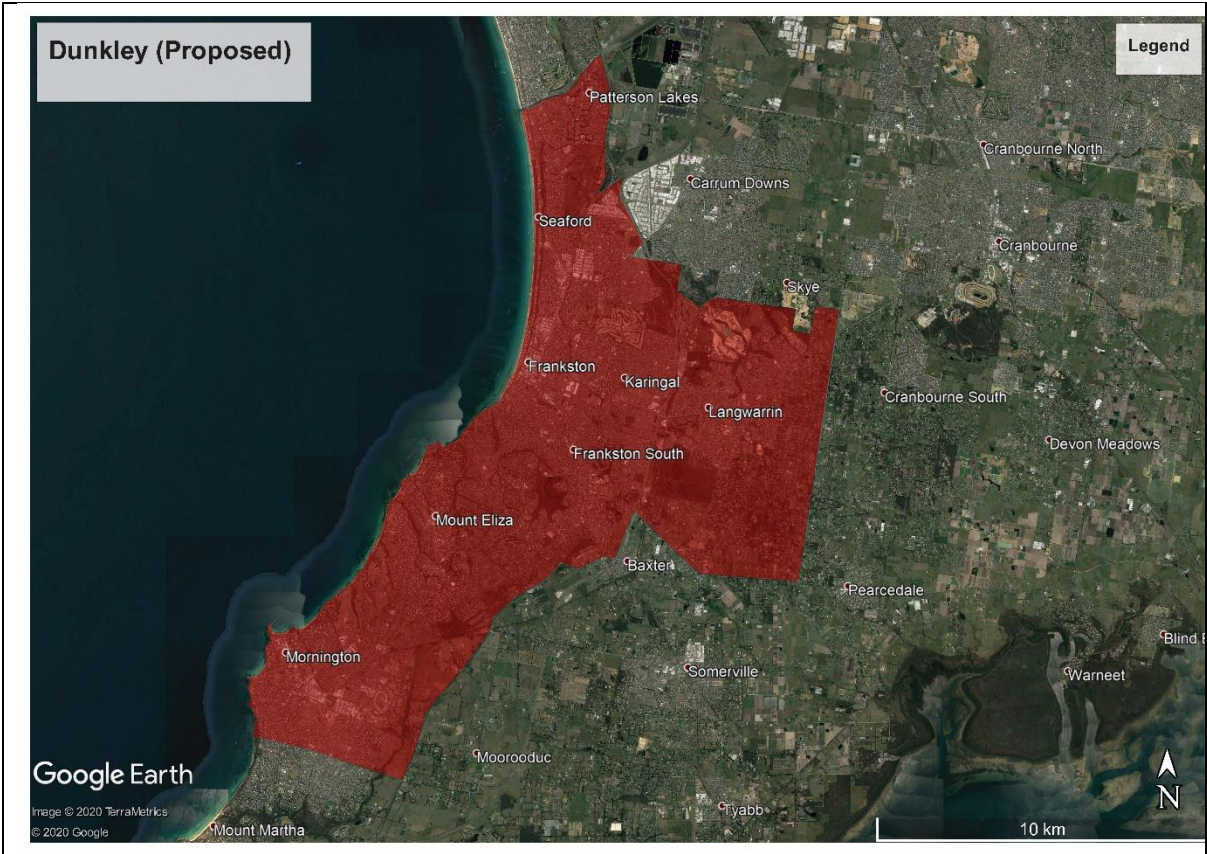 Dunkley (Proposed)
Legend
Patterson Lakes
Cranbourne North
Carrum Downs
Seaford
Cranbourne
Skye
Frankston
Karingal
Cranbourne South
Langwarrin
Devon Meadows
Frankston South
Mount Eliza
Baxter
Pearcedale
Blind
Mornington
Somerville
Warneet
Moorooduc
Google Earth
N
Image © 2020 TerraMetrics
© 2020 Google
Tyabb
Mount Martha
10 km